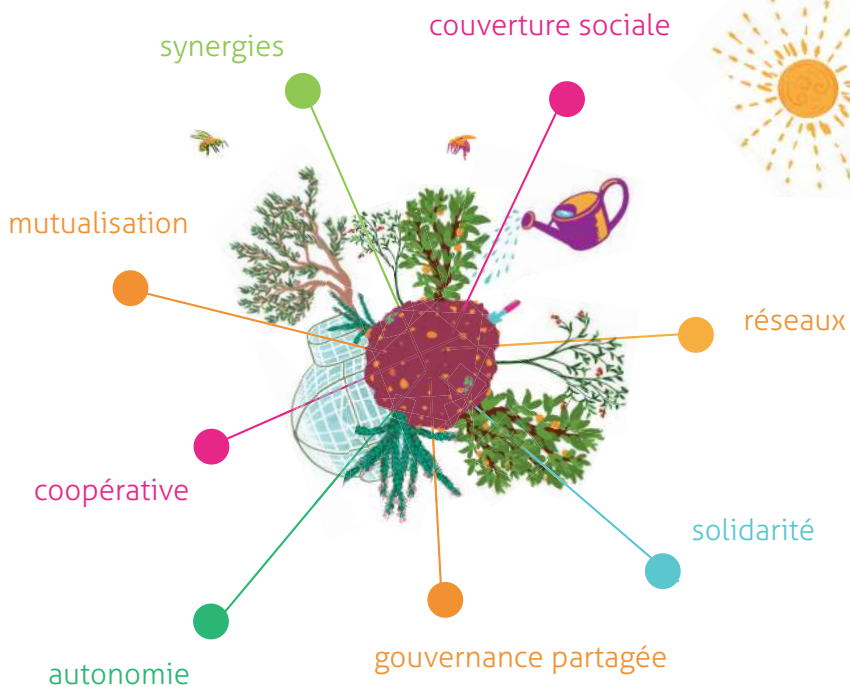 couverture sociale
synergies
mutualisation
réseaux
coopérative
solidarité
gouvernance partagée
autonomie